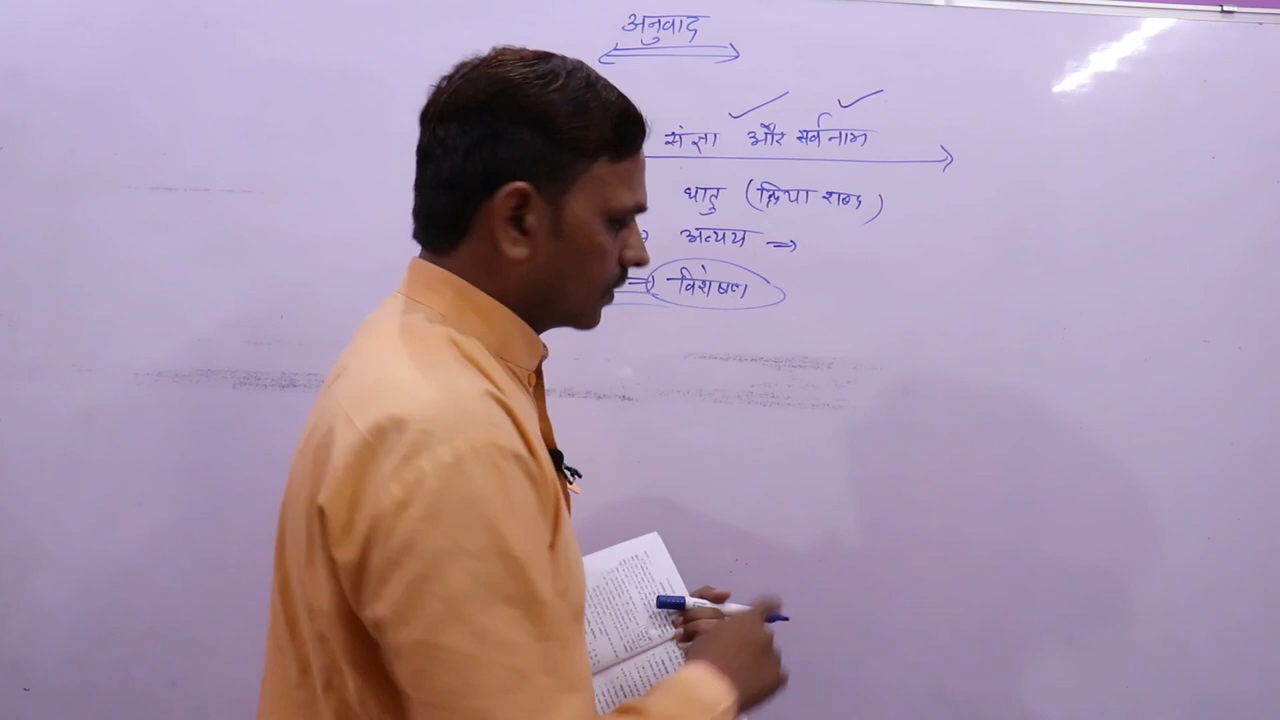 अनुवाद
संज्ञा और सर्वनाम
धातु (क्रिया शब्द)
अव्यय
विशेषण